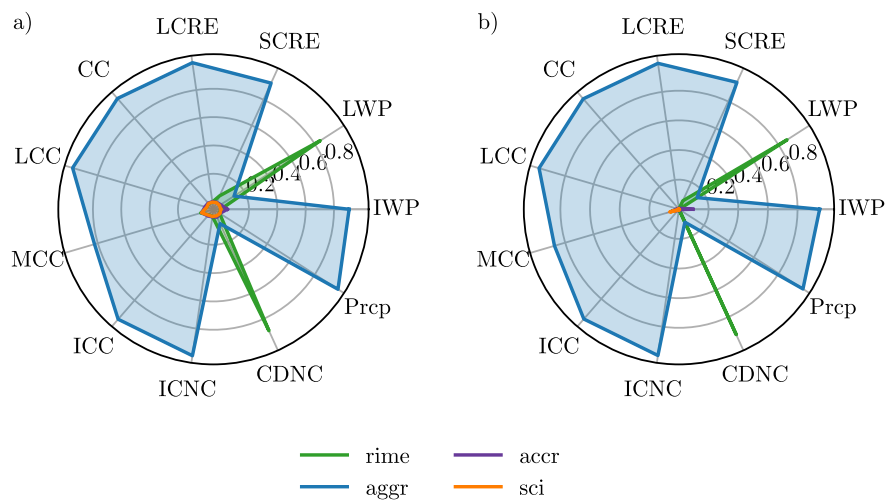 a)
LCRE
SCRE
CC
LWP
LCC
0.2
0.4
0.6
0.8
IWP
MCC
Prcp
ICC
CDNC
ICNC
b)
LCRE
SCRE
CC
LWP
LCC
0.2
0.4
0.6
0.8
IWP
MCC
Prcp
ICC
CDNC
ICNC
rime
accr
aggr
sci